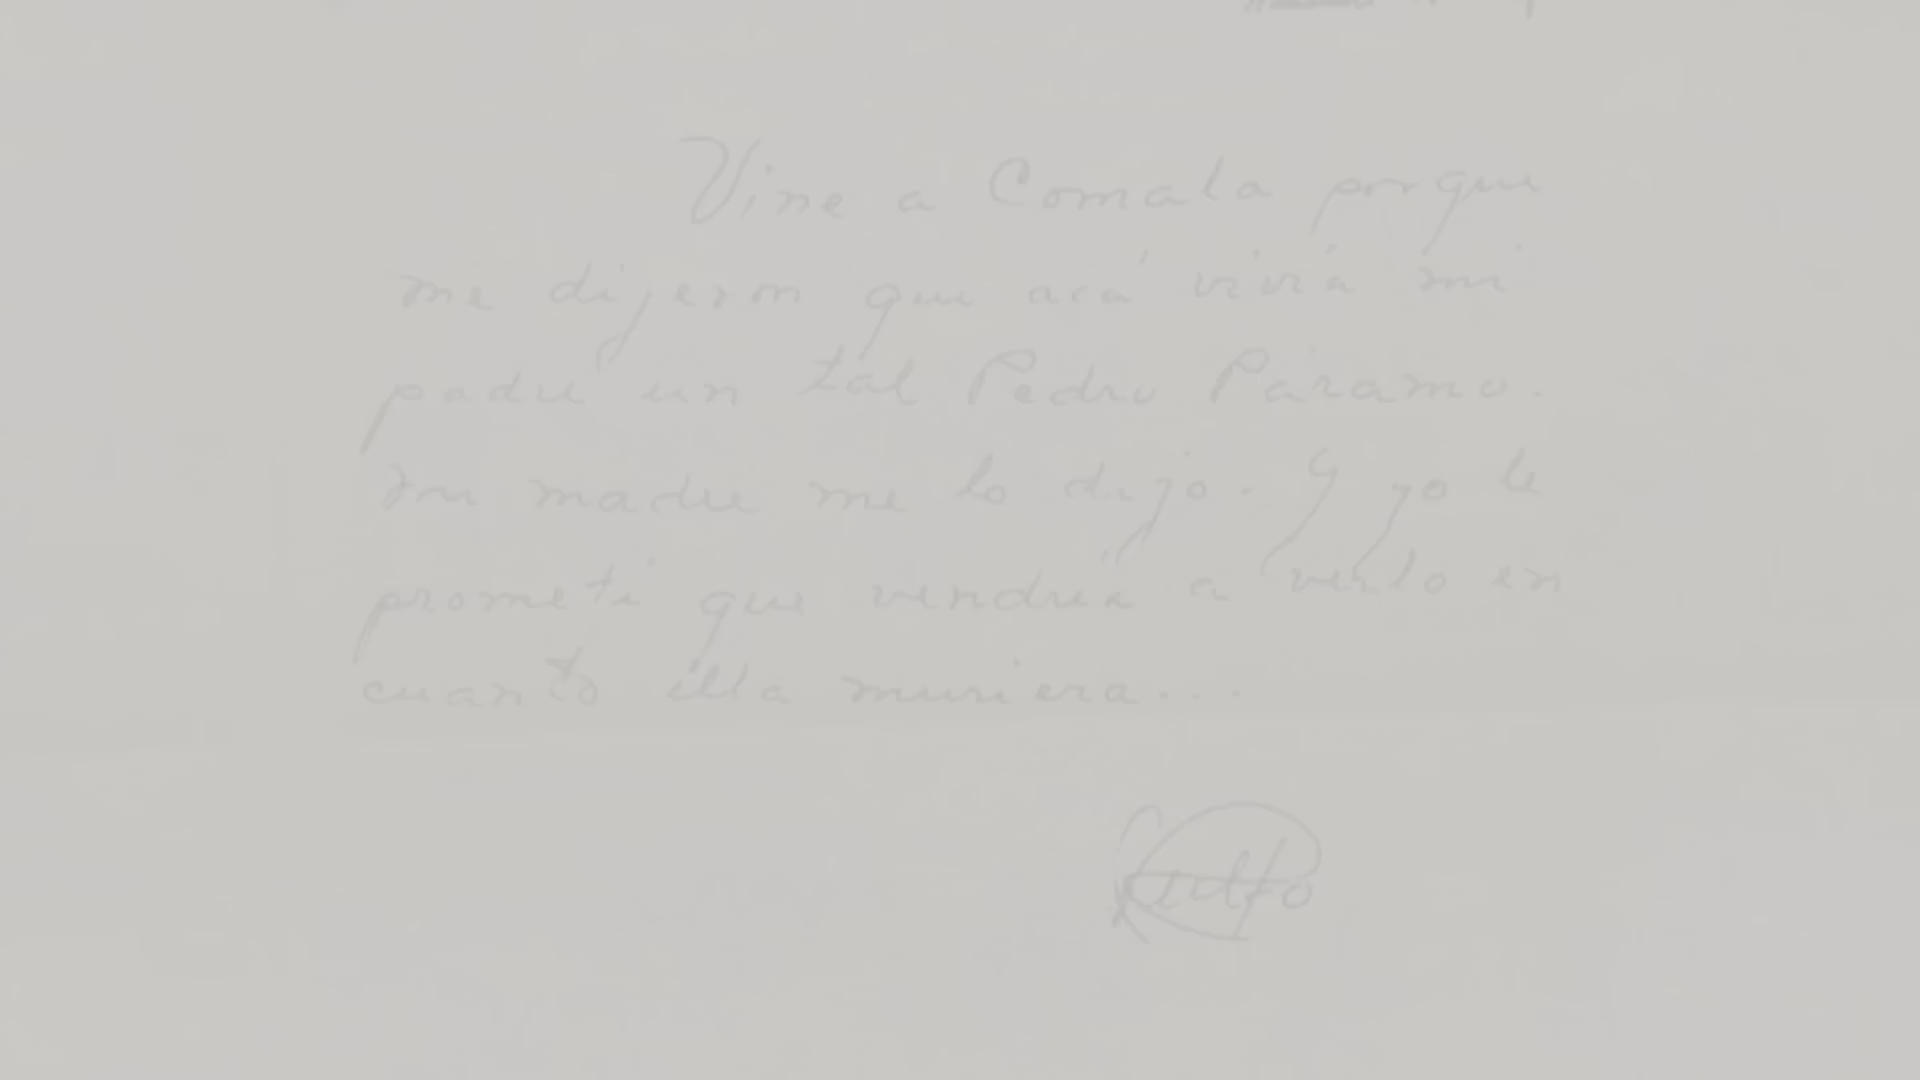 Vine a Comala porque
me dijeron que acá vivía mi
padre un tal Pedro Páramo.
mi madre me lo dijo. Y yo le
prometi que vendría a verlo en
cuanto ella muriera...
Rulfo